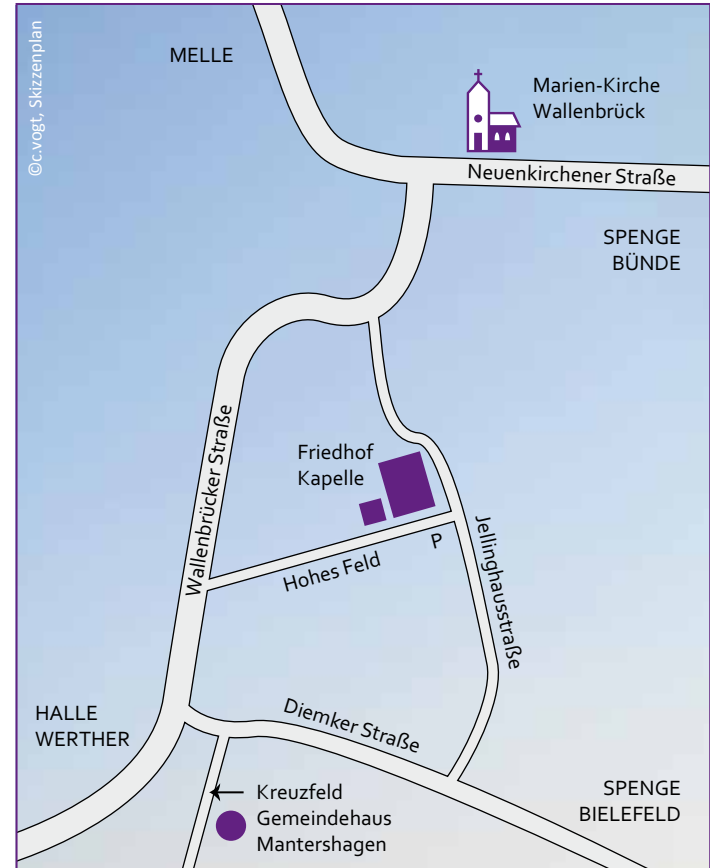 ©c.vogt, Skizzenplan
MELLE
Marien-Kirche
Wallenbrück
Neuenkirchener Straße
SPENGE
BÜNDE
Wallenbrücker Straße
Friedhof
Kapelle
P
Hohes Feld
Jellinghausstraße
HALLE
WERTHER
Diemker Straße
Kreuzfeld
Gemeindehaus
Mantershagen
SPENGE
BIELEFELD